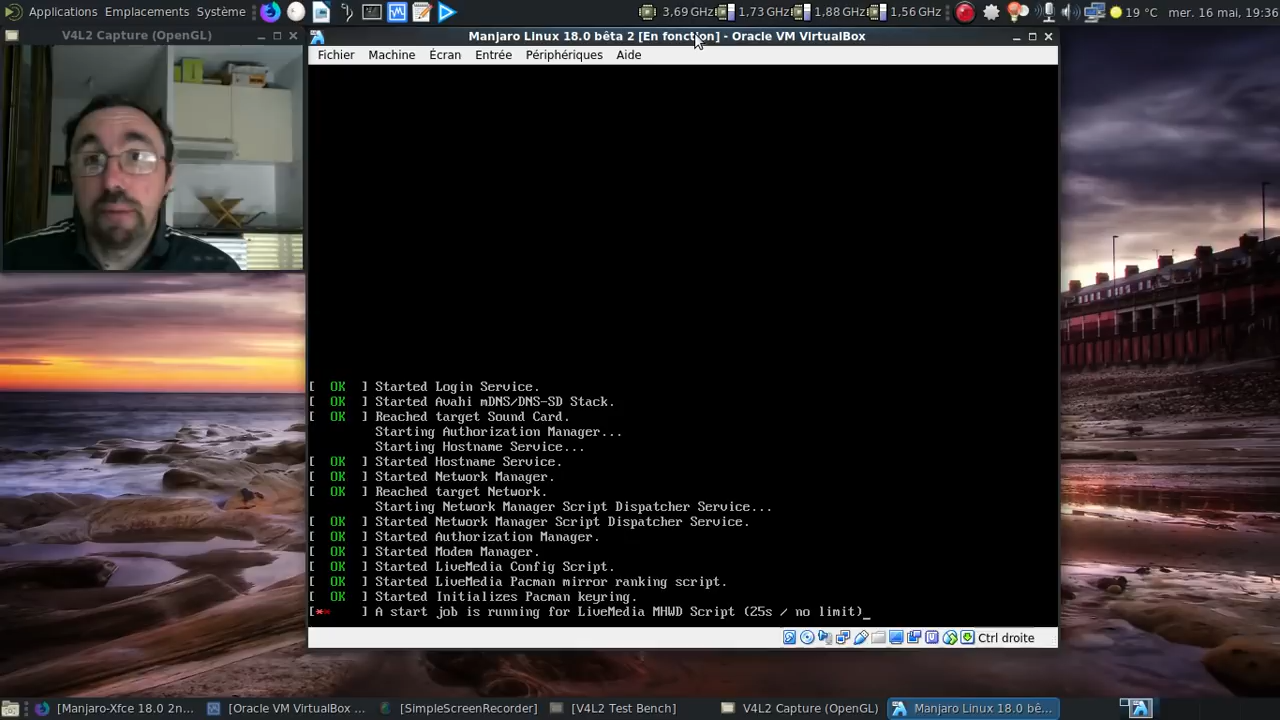 Applications Emplacements Système 3,69 GHz 1,73 GHz 1,88 GHz 1,56 GHz 19 °C mer. 16 mai, 19:36
V4L2 Capture (OpenGL)
Manjaro Linux 18.0 bêta 2 [En fonction] - Oracle VM VirtualBox
Fichier Machine Écran Entrée Périphériques Aide
[ OK ] Started Login Service.
[ OK ] Started Avahi mDNS/DNS-SD Stack.
[ OK ] Reached target Sound Card.
Starting Authorization Manager...
Starting Hostname Service...
[ OK ] Started Hostname Service.
[ OK ] Started Network Manager.
[ OK ] Reached target Network.
Starting Network Manager Script Dispatcher Service...
[ OK ] Started Network Manager Script Dispatcher Service.
[ OK ] Started Authorization Manager.
[ OK ] Started Modem Manager.
[ OK ] Started LiveMedia Config Script.
[ OK ] Started LiveMedia Pacman mirror ranking script.
[ OK ] Started Initializes Pacman keyring.
[** ] A start job is running for LiveMedia MHWD Script (25s / no limit)_
Ctrl droite
[Manjaro-Xfce 18.0 2n... [Oracle VM VirtualBox ... [SimpleScreenRecorder] [V4L2 Test Bench] V4L2 Capture (OpenGL) Manjaro Linux 18.0 bê...